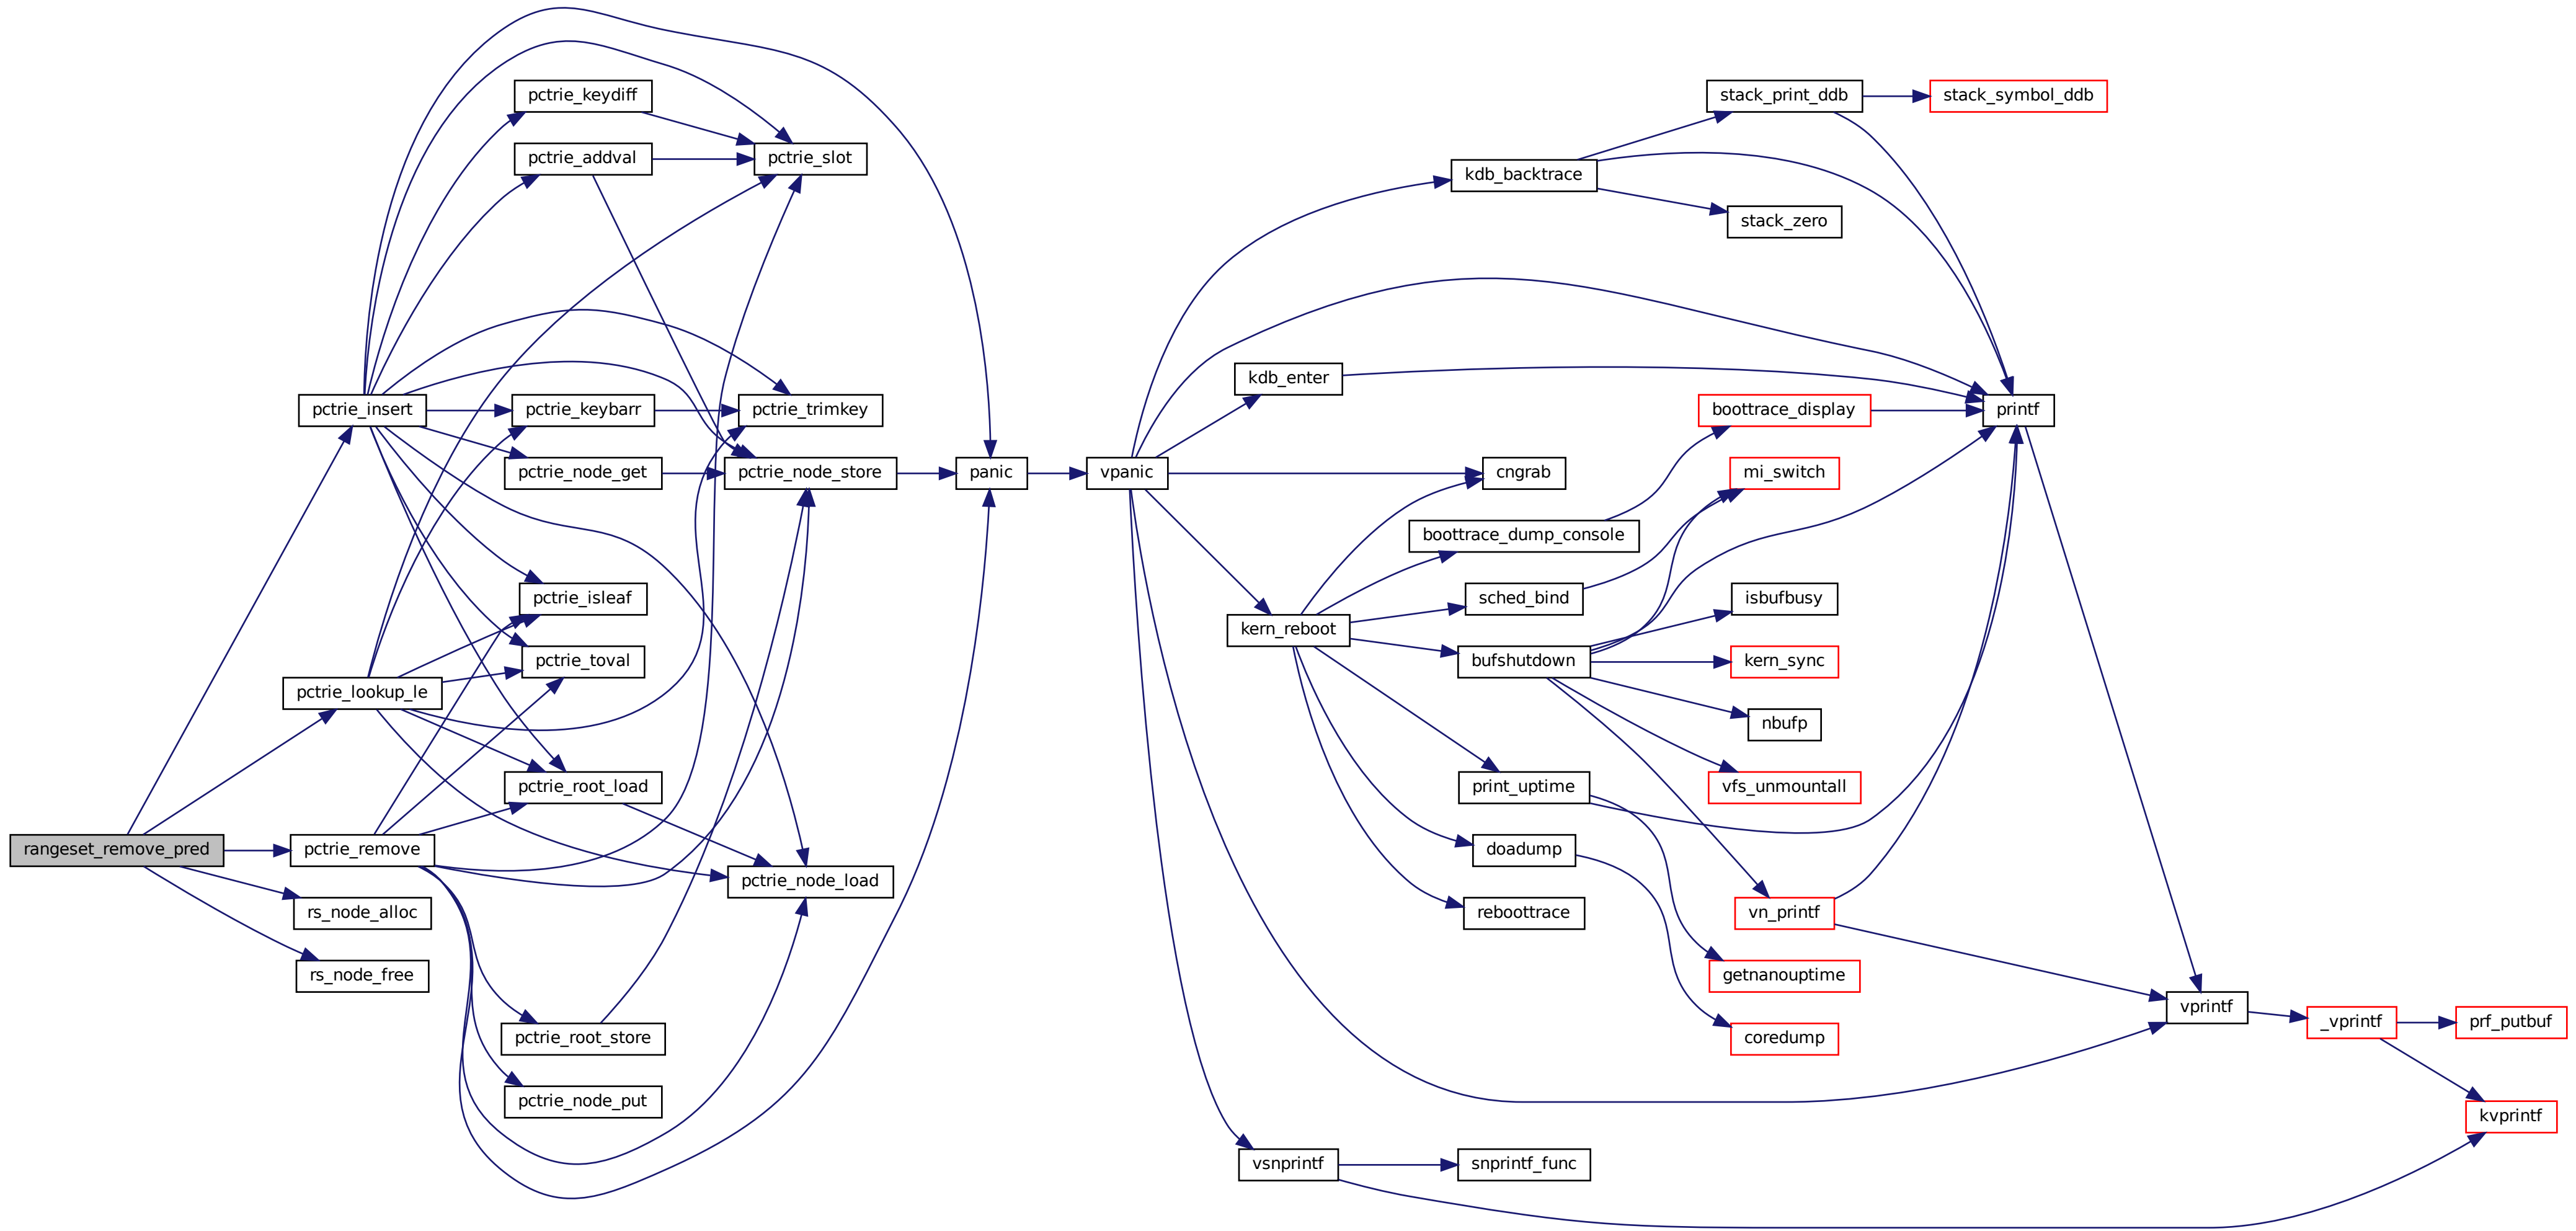 rangeset_remove_pred
pctrie_insert
pctrie_lookup_le
pctrie_remove
rs_node_alloc
rs_node_free
pctrie_keydiff
pctrie_addval
pctrie_keybarr
pctrie_node_get
pctrie_isleaf
pctrie_toval
pctrie_root_load
pctrie_root_store
pctrie_node_put
pctrie_slot
pctrie_trimkey
pctrie_node_store
pctrie_node_load
panic
vpanic
kdb_enter
kern_reboot
vsnprintf
kdb_backtrace
cngrab
boottrace_dump_console
sched_bind
bufshutdown
print_uptime
doadump
reboottrace
snprintf_func
stack_print_ddb
stack_zero
boottrace_display
mi_switch
isbufbusy
kern_sync
nbufp
vfs_unmountall
vn_printf
getnanouptime
coredump
stack_symbol_ddb
printf
vprintf
_vprintf
prf_putbuf
kvprintf